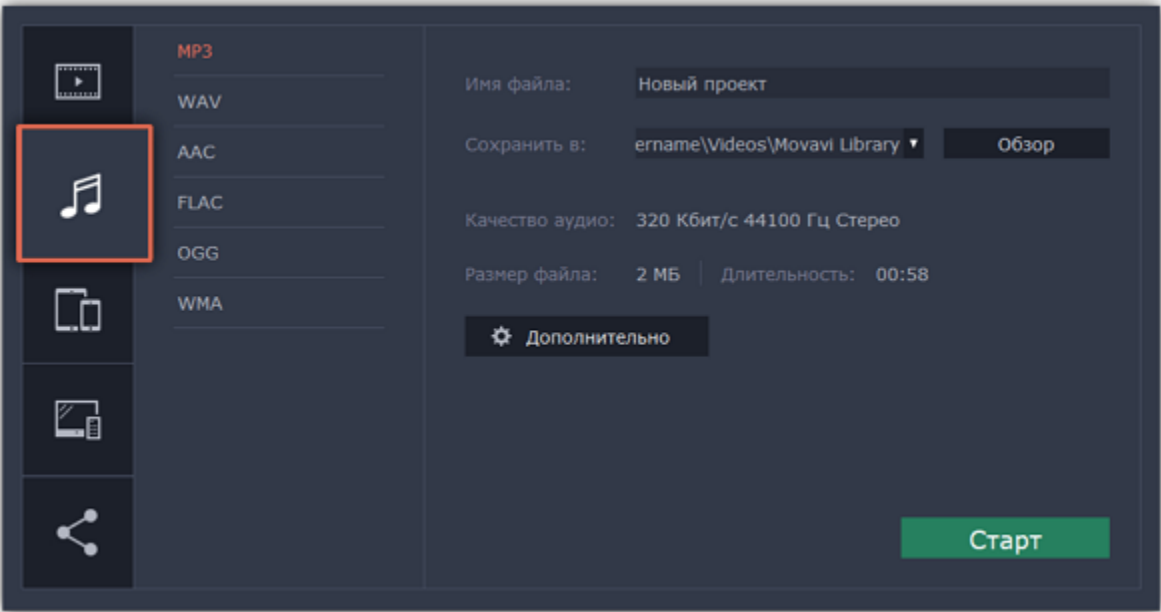 MP3
WAV
AAC
FLAC
OGG
WMA
Имя файла: Новый проект
Сохранить в: ername\Videos\Movavi Library Обзор
Качество аудио: 320 Кбит/с 44100 Гц Стерео
Размер файла: 2 МБ Длительность: 00:58
Дополнительно
Старт